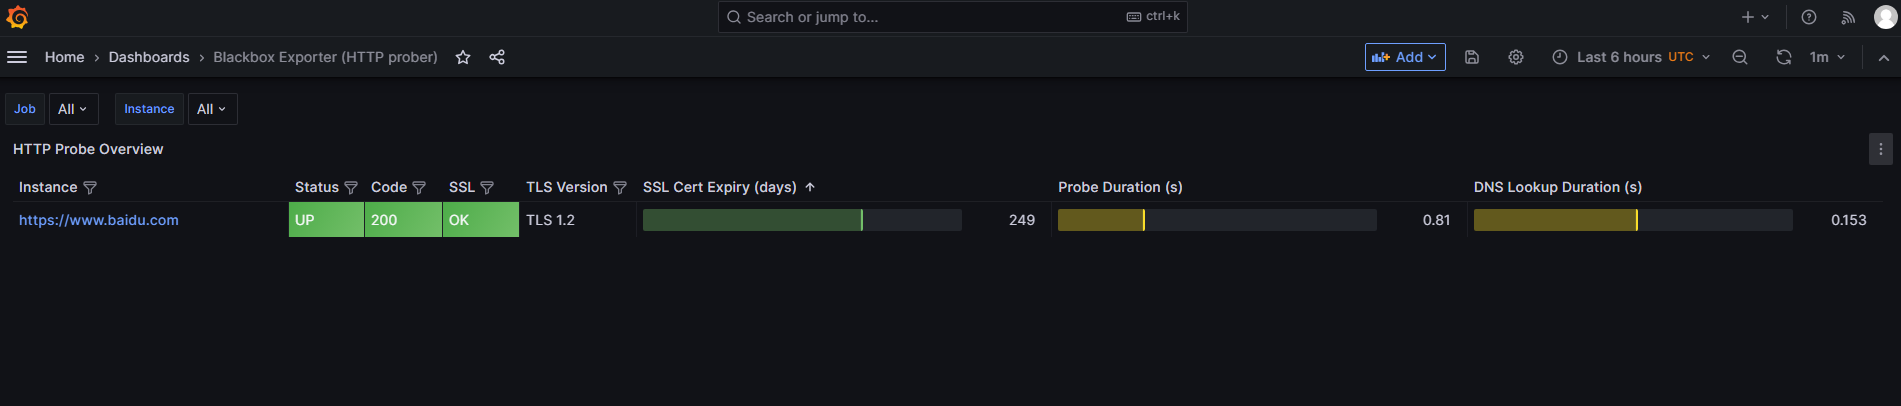 Search or jump to... ctrl+k
Home › Dashboards › Blackbox Exporter (HTTP prober) Add Last 6 hours UTC 1m
Job All Instance All
HTTP Probe Overview
Instance Status Code SSL TLS Version SSL Cert Expiry (days) Probe Duration (s) DNS Lookup Duration (s)
https://www.baidu.com UP 200 OK TLS 1.2 249 0.81 0.153